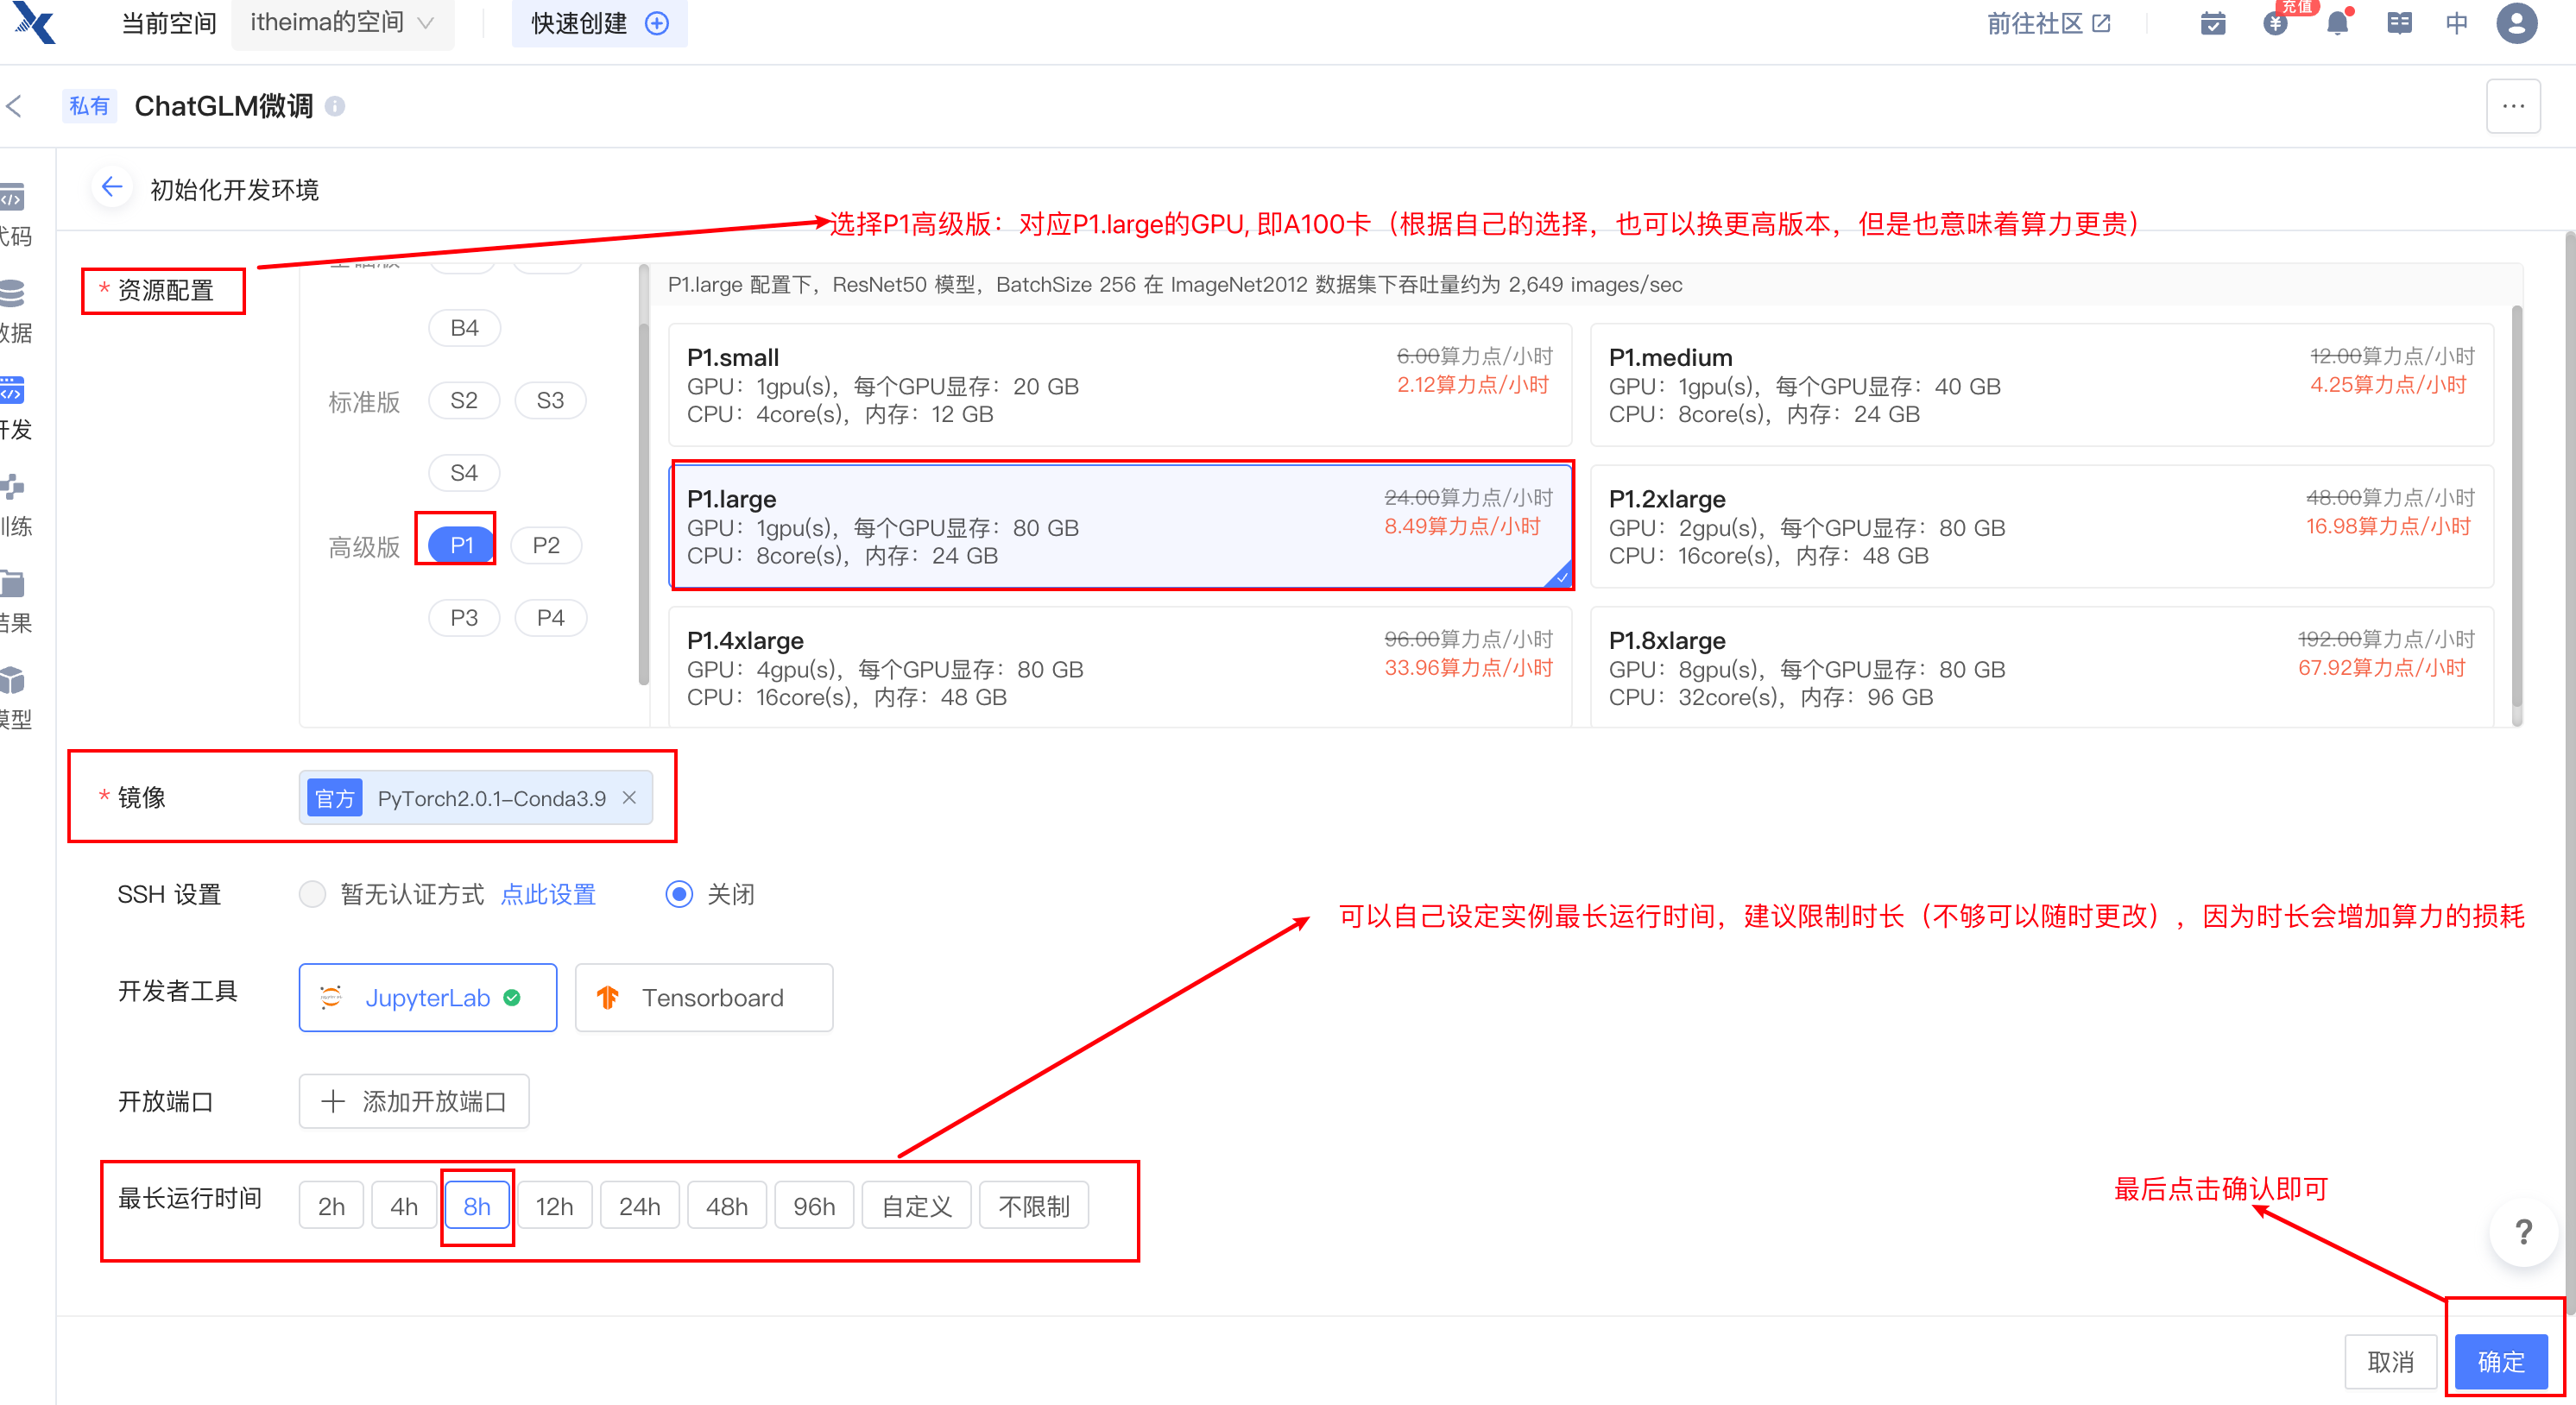 当前空间
itheima的空间
快速创建
前往社区
充值
中
私有
ChatGLM微调
初始化开发环境
选择P1高级版：对应P1.large的GPU, 即A100卡（根据自己的选择，也可以换更高版本，但是也意味着算力更贵）
代码
数据
开发
训练
结果
模型
* 资源配置
B4
标准版
S2
S3
S4
高级版
P1
P2
P3
P4
P1.large 配置下，ResNet50 模型，BatchSize 256 在 ImageNet2012 数据集下吞吐量约为 2,649 images/sec
P1.small
6.00算力点/小时
GPU：1gpu(s)，每个GPU显存：20 GB
2.12算力点/小时
CPU：4core(s)，内存：12 GB
P1.medium
12.00算力点/小时
GPU：1gpu(s)，每个GPU显存：40 GB
4.25算力点/小时
CPU：8core(s)，内存：24 GB
P1.large
24.00算力点/小时
GPU：1gpu(s)，每个GPU显存：80 GB
8.49算力点/小时
CPU：8core(s)，内存：24 GB
P1.2xlarge
48.00算力点/小时
GPU：2gpu(s)，每个GPU显存：80 GB
16.98算力点/小时
CPU：16core(s)，内存：48 GB
P1.4xlarge
96.00算力点/小时
GPU：4gpu(s)，每个GPU显存：80 GB
33.96算力点/小时
CPU：16core(s)，内存：48 GB
P1.8xlarge
192.00算力点/小时
GPU：8gpu(s)，每个GPU显存：80 GB
67.92算力点/小时
CPU：32core(s)，内存：96 GB
* 镜像
官方
PyTorch2.0.1–Conda3.9
SSH 设置
暂无认证方式
点此设置
关闭
可以自己设定实例最长运行时间，建议限制时长（不够可以随时更改），因为时长会增加算力的损耗
开发者工具
JupyterLab
Tensorboard
开放端口
添加开放端口
最长运行时间
2h
4h
8h
12h
24h
48h
96h
自定义
不限制
最后点击确认即可
?
取消
确定